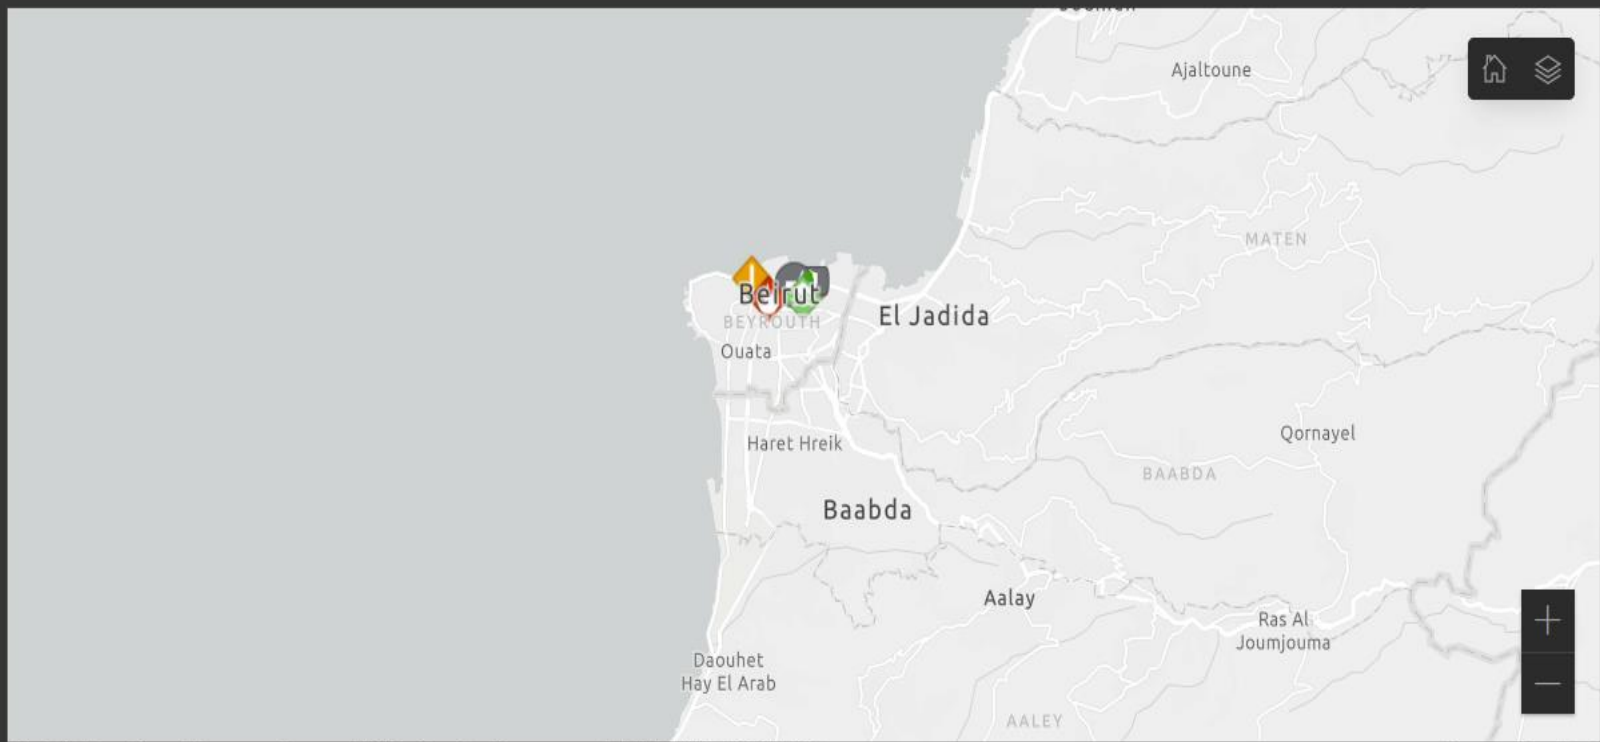 Ajaltoune
MATEN
Beirut
BEYROUTH
El Jadida
Ouata
Qornayel
Haret Hreik
BAABDA
Baabda
Aalay
Ras Al
Joumjouma
Daouhet
Hay El Arab
AALEY